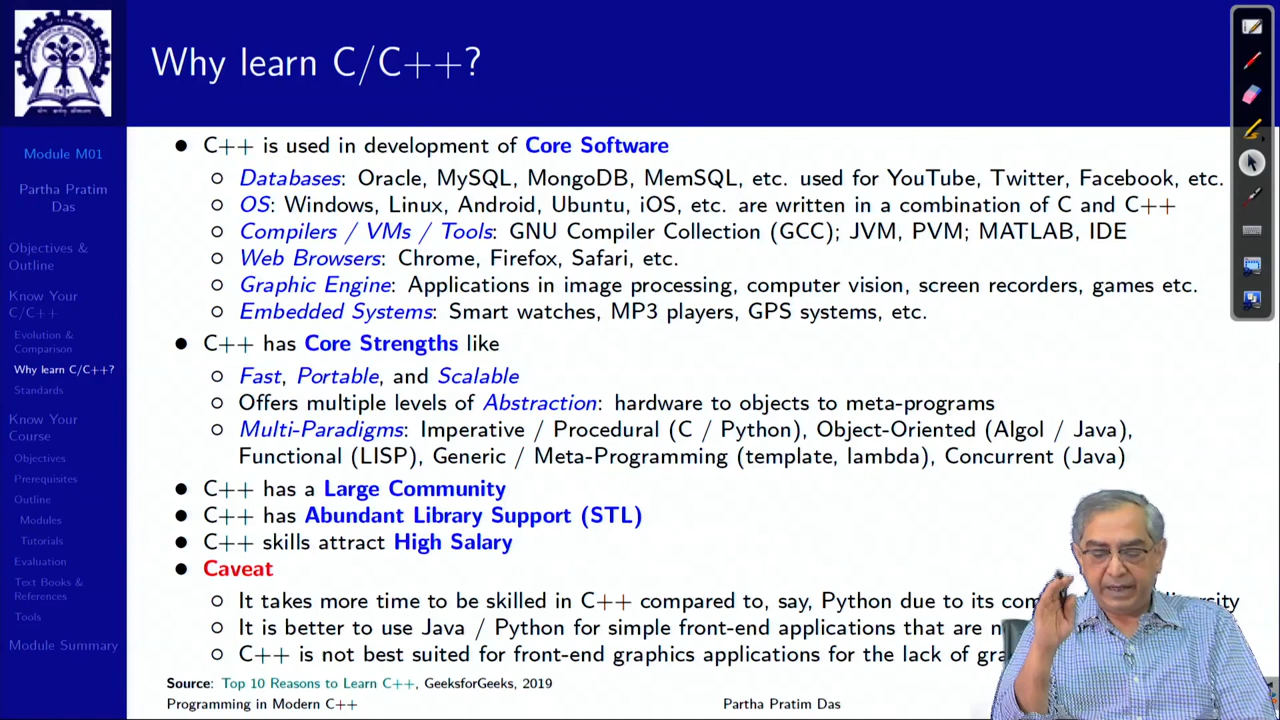 Why learn C/C++?
Module M01
Partha Pratim
Das
Objectives &
Outline
Know Your
C/C++
Evolution &
Comparison
Why learn C/C++?
Standards
Know Your
Course
Objectives
Prerequisites
Outline
Modules
Tutorials
Evaluation
Text Books &
References
Tools
Module Summary
● C++ is used in development of Core Software
○ Databases: Oracle, MySQL, MongoDB, MemSQL, etc. used for YouTube, Twitter, Facebook, etc.
○ OS: Windows, Linux, Android, Ubuntu, iOS, etc. are written in a combination of C and C++
○ Compilers / VMs / Tools: GNU Compiler Collection (GCC); JVM, PVM; MATLAB, IDE
○ Web Browsers: Chrome, Firefox, Safari, etc.
○ Graphic Engine: Applications in image processing, computer vision, screen recorders, games etc.
○ Embedded Systems: Smart watches, MP3 players, GPS systems, etc.
● C++ has Core Strengths like
○ Fast, Portable, and Scalable
○ Offers multiple levels of Abstraction: hardware to objects to meta-programs
○ Multi-Paradigms: Imperative / Procedural (C / Python), Object-Oriented (Algol / Java),
Functional (LISP), Generic / Meta-Programming (template, lambda), Concurrent (Java)
● C++ has a Large Community
● C++ has Abundant Library Support (STL)
● C++ skills attract High Salary
● Caveat
○ It takes more time to be skilled in C++ compared to, say, Python due to its
○ It is better to use Java / Python for simple front-end applications that are
○ C++ is not best suited for front-end graphics applications for the lack of
Source: Top 10 Reasons to Learn C++, GeeksforGeeks, 2019
Programming in Modern C++
Partha Pratim Das